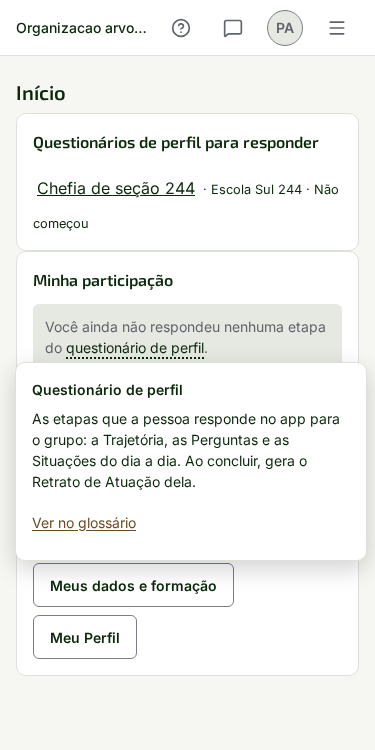 Organizacao arvo...
PA
Início
Questionários de perfil para responder
Chefia de seção 244 · Escola Sul 244 · Não
começou
Minha participação
Você ainda não respondeu nenhuma etapa
do questionário de perfil.
Questionário de perfil
As etapas que a pessoa responde no app para
o grupo: a Trajetória, as Perguntas e as
Situações do dia a dia. Ao concluir, gera o
Retrato de Atuação dela.
Ver no glossário
Meus dados e formação
Meu Perfil